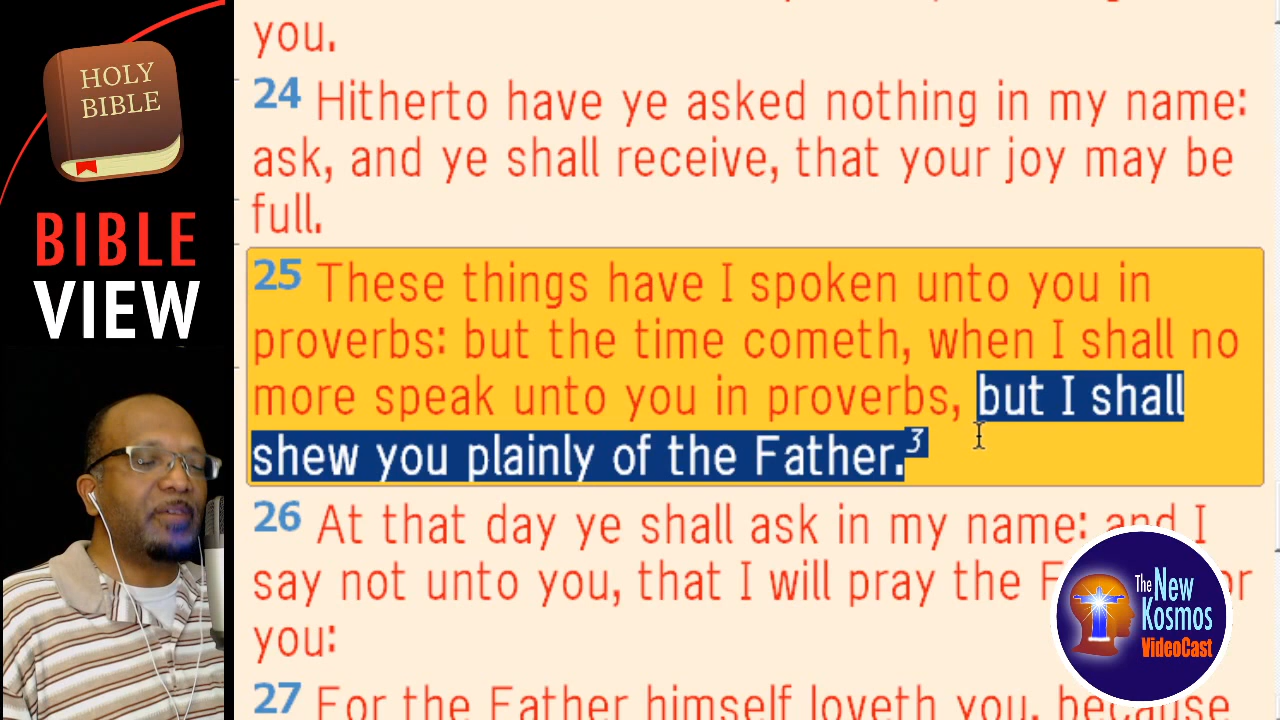 HOLY
BIBLE
BIBLE
VIEW
you.
24 Hitherto have ye asked nothing in my name:
ask, and ye shall receive, that your joy may be
full.
25 These things have I spoken unto you in
proverbs: but the time cometh, when I shall no
more speak unto you in proverbs, but I shall
shew you plainly of the Father.3
26 At that day ye shall ask in my name: and I
say not unto you, that I will pray the
you:
27 For the Father himself loveth you, because
The New
Kosmos
VideoCast